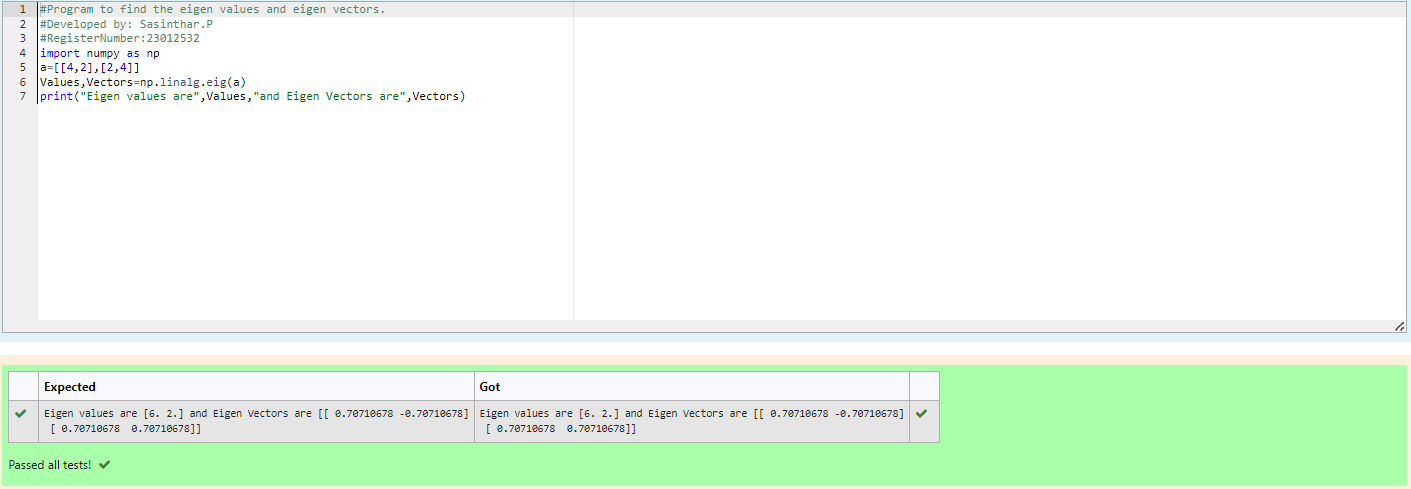 1 #Program to find the eigen values and eigen vectors.
2 #Developed by: Sasinthar.P
3 #RegisterNumber:23012532
4 import numpy as np
5 a=[[4,2],[2,4]]
6 Values,Vectors=np.linalg.eig(a)
7 print("Eigen values are",Values,"and Eigen Vectors are",Vectors)
Expected Got
Eigen values are [6. 2.] and Eigen Vectors are [[ 0.70710678 -0.70710678] Eigen values are [6. 2.] and Eigen Vectors are [[ 0.70710678 -0.70710678]
[ 0.70710678 0.70710678]] [ 0.70710678 0.70710678]]
Passed all tests!